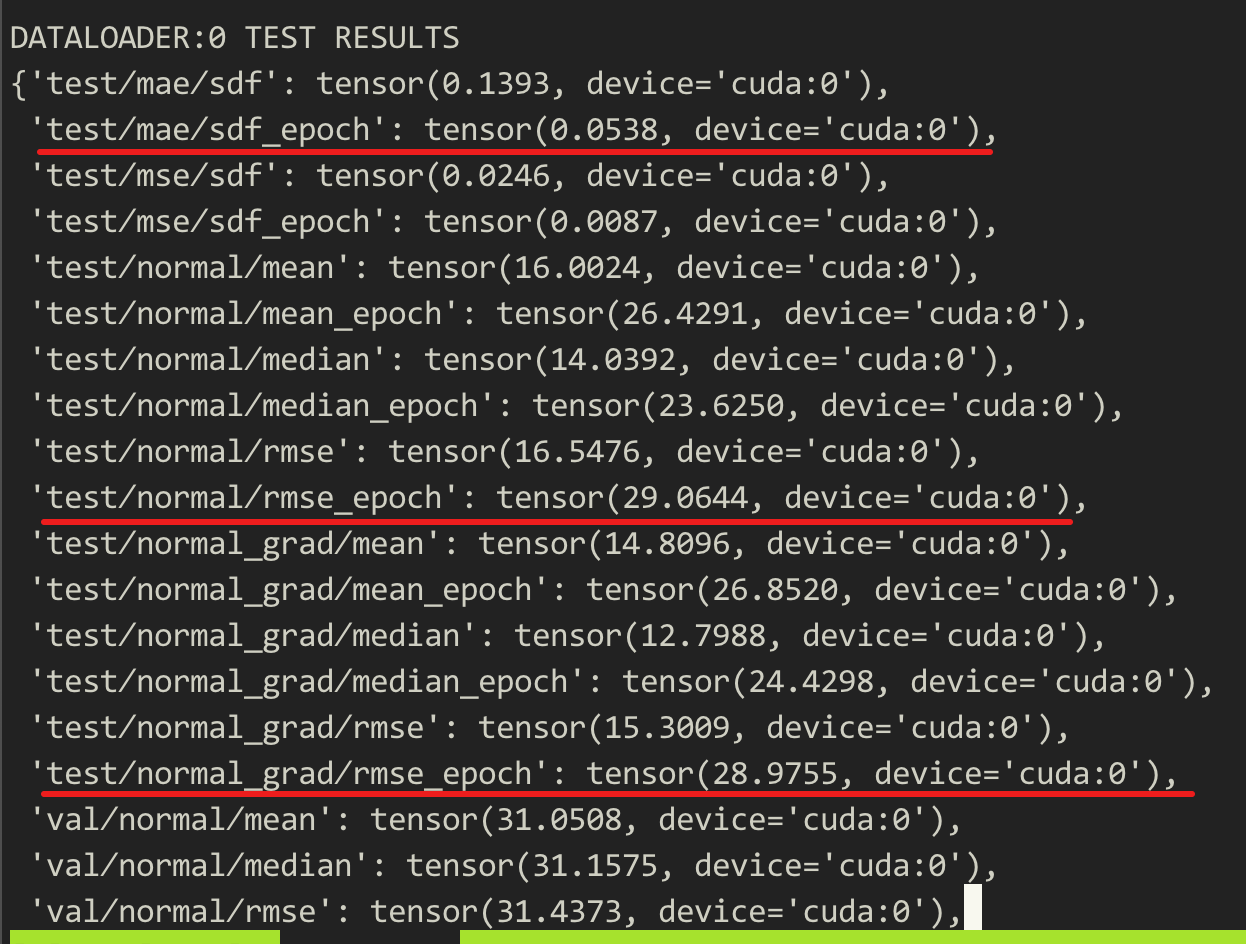 DATALOADER:0 TEST RESULTS
{'test/mae/sdf': tensor(0.1393, device='cuda:0'),
 'test/mae/sdf_epoch': tensor(0.0538, device='cuda:0'),
 'test/mse/sdf': tensor(0.0246, device='cuda:0'),
 'test/mse/sdf_epoch': tensor(0.0087, device='cuda:0'),
 'test/normal/mean': tensor(16.0024, device='cuda:0'),
 'test/normal/mean_epoch': tensor(26.4291, device='cuda:0'),
 'test/normal/median': tensor(14.0392, device='cuda:0'),
 'test/normal/median_epoch': tensor(23.6250, device='cuda:0'),
 'test/normal/rmse': tensor(16.5476, device='cuda:0'),
 'test/normal/rmse_epoch': tensor(29.0644, device='cuda:0'),
 'test/normal_grad/mean': tensor(14.8096, device='cuda:0'),
 'test/normal_grad/mean_epoch': tensor(26.8520, device='cuda:0'),
 'test/normal_grad/median': tensor(12.7988, device='cuda:0'),
 'test/normal_grad/median_epoch': tensor(24.4298, device='cuda:0'),
 'test/normal_grad/rmse': tensor(15.3009, device='cuda:0'),
 'test/normal_grad/rmse_epoch': tensor(28.9755, device='cuda:0'),
 'val/normal/mean': tensor(31.0508, device='cuda:0'),
 'val/normal/median': tensor(31.1575, device='cuda:0'),
 'val/normal/rmse': tensor(31.4373, device='cuda:0'),